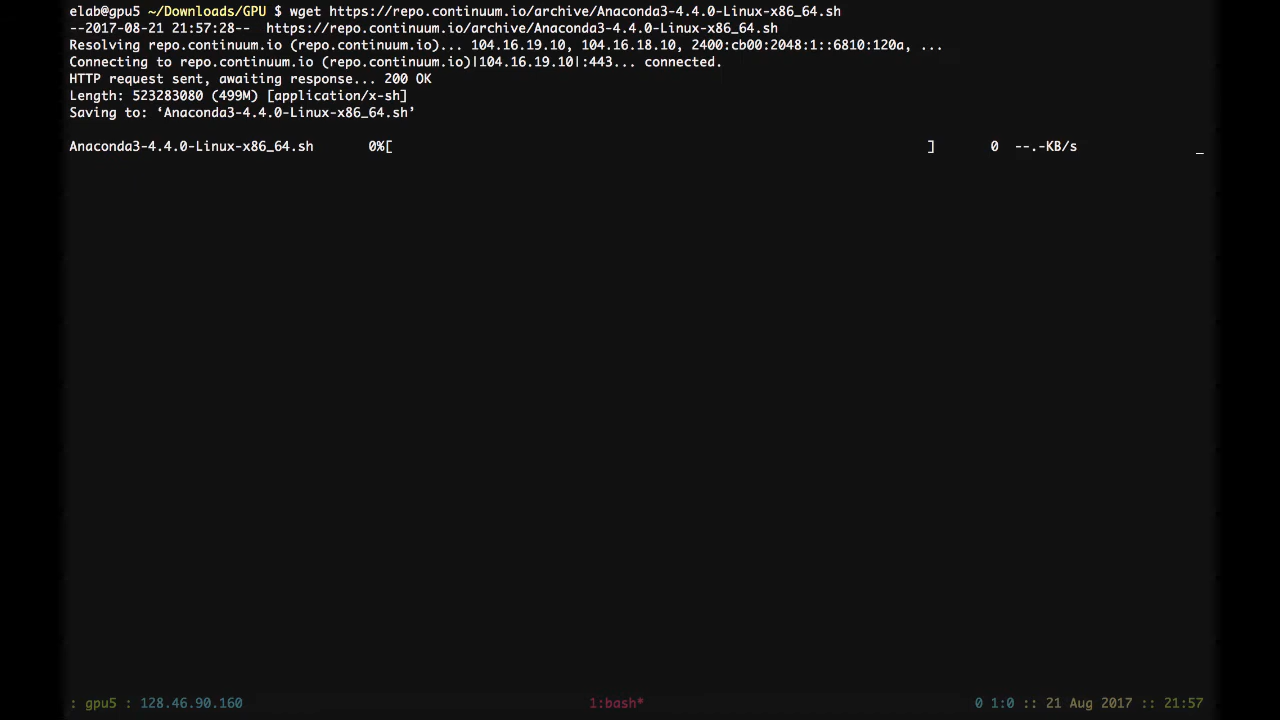 elab@gpu5 ~/Downloads/GPU $ wget https://repo.continuum.io/archive/Anaconda3-4.4.0-Linux-x86_64.sh
--2017-08-21 21:57:28--  https://repo.continuum.io/archive/Anaconda3-4.4.0-Linux-x86_64.sh
Resolving repo.continuum.io (repo.continuum.io)... 104.16.19.10, 104.16.18.10, 2400:cb00:2048:1::6810:120a, ...
Connecting to repo.continuum.io (repo.continuum.io)|104.16.19.10|:443... connected.
HTTP request sent, awaiting response... 200 OK
Length: 523283080 (499M) [application/x-sh]
Saving to: ‘Anaconda3-4.4.0-Linux-x86_64.sh’
Anaconda3-4.4.0-Linux-x86_64.sh 0%[ ] 0 --.-KB/s _
: gpu5 : 128.46.90.160 1:bash* 0 1:0 :: 21 Aug 2017 :: 21:57